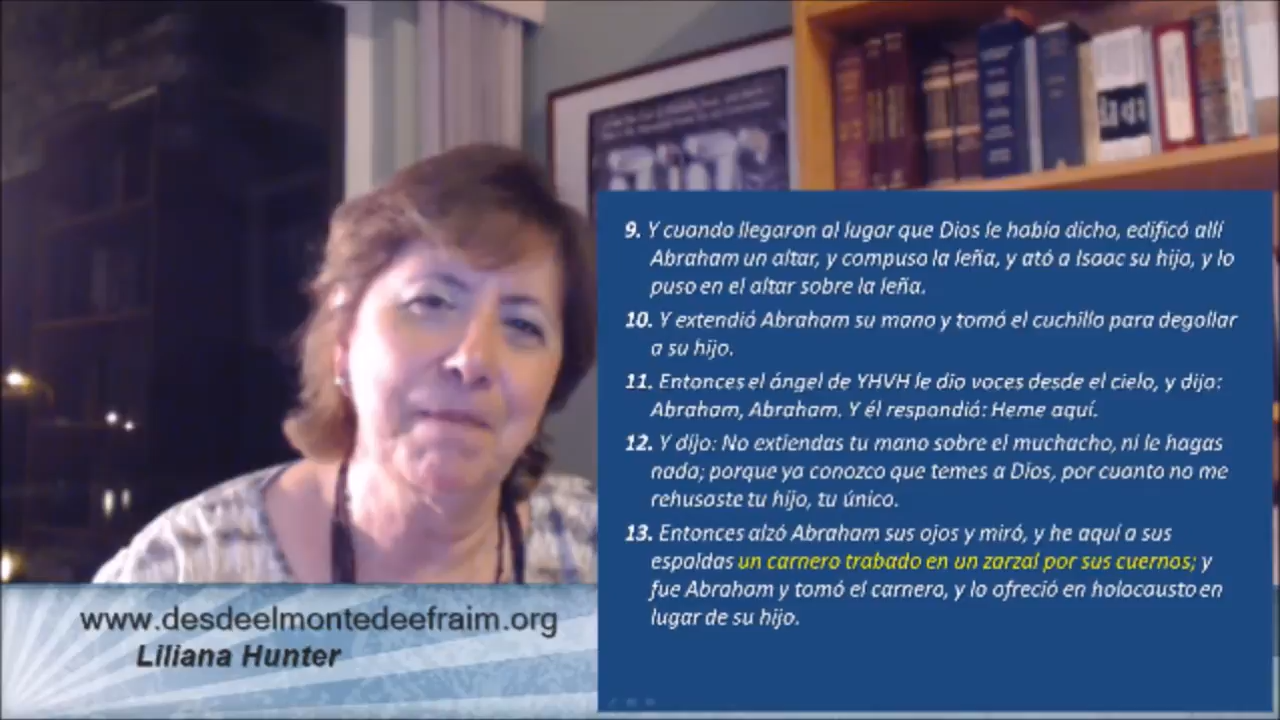 9. Y cuando llegaron al lugar que Dios le había dicho, edificó allí
Abraham un altar, y compuso la leña, y ató a Isaac su hijo, y lo
puso en el altar sobre la leña.
10. Y extendió Abraham su mano y tomó el cuchillo para degollar
a su hijo.
11. Entonces el ángel de YHVH le dio voces desde el cielo, y dijo:
Abraham, Abraham. Y él respondió: Heme aquí.
12. Y dijo: No extiendas tu mano sobre el muchacho, ni le hagas
nada; porque ya conozco que temes a Dios, por cuanto no me
rehusaste tu hijo, tu único.
13. Entonces alzó Abraham sus ojos y miró, y he aquí a sus
espaldas un carnero trabado en un zarzal por sus cuernos; y
fue Abraham y tomó el carnero, y lo ofreció en holocausto en
lugar de su hijo.
www.desdeelmontedeefraim.org
Liliana Hunter